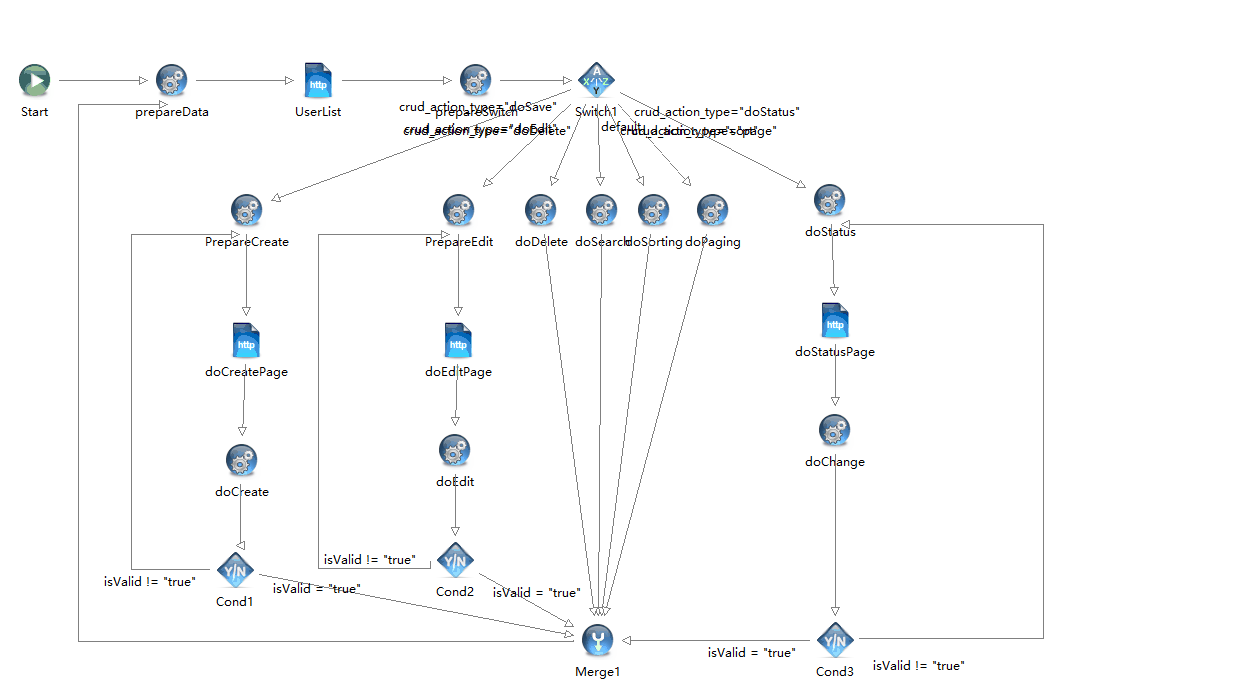 Start
prepareData
UserList
prepareSwitch
A
X Y Z
Switch1
http
crud_action_type="doSave"
crud_action_type="doEdit"
crud_action_type="doDelete"
default
crud_action_type="doStatus"
crud_action_type="page"
PrepareCreate
PrepareEdit
doDelete
doSearch
doSorting
doPaging
doStatus
http
doCreatePage
http
doEditPage
http
doStatusPage
doCreate
doEdit
doChange
Y/N
Cond1
isValid != "true"
isValid = "true"
Y/N
Cond2
isValid != "true"
isValid = "true"
Merge1
Y/N
Cond3
isValid = "true"
isValid != "true"